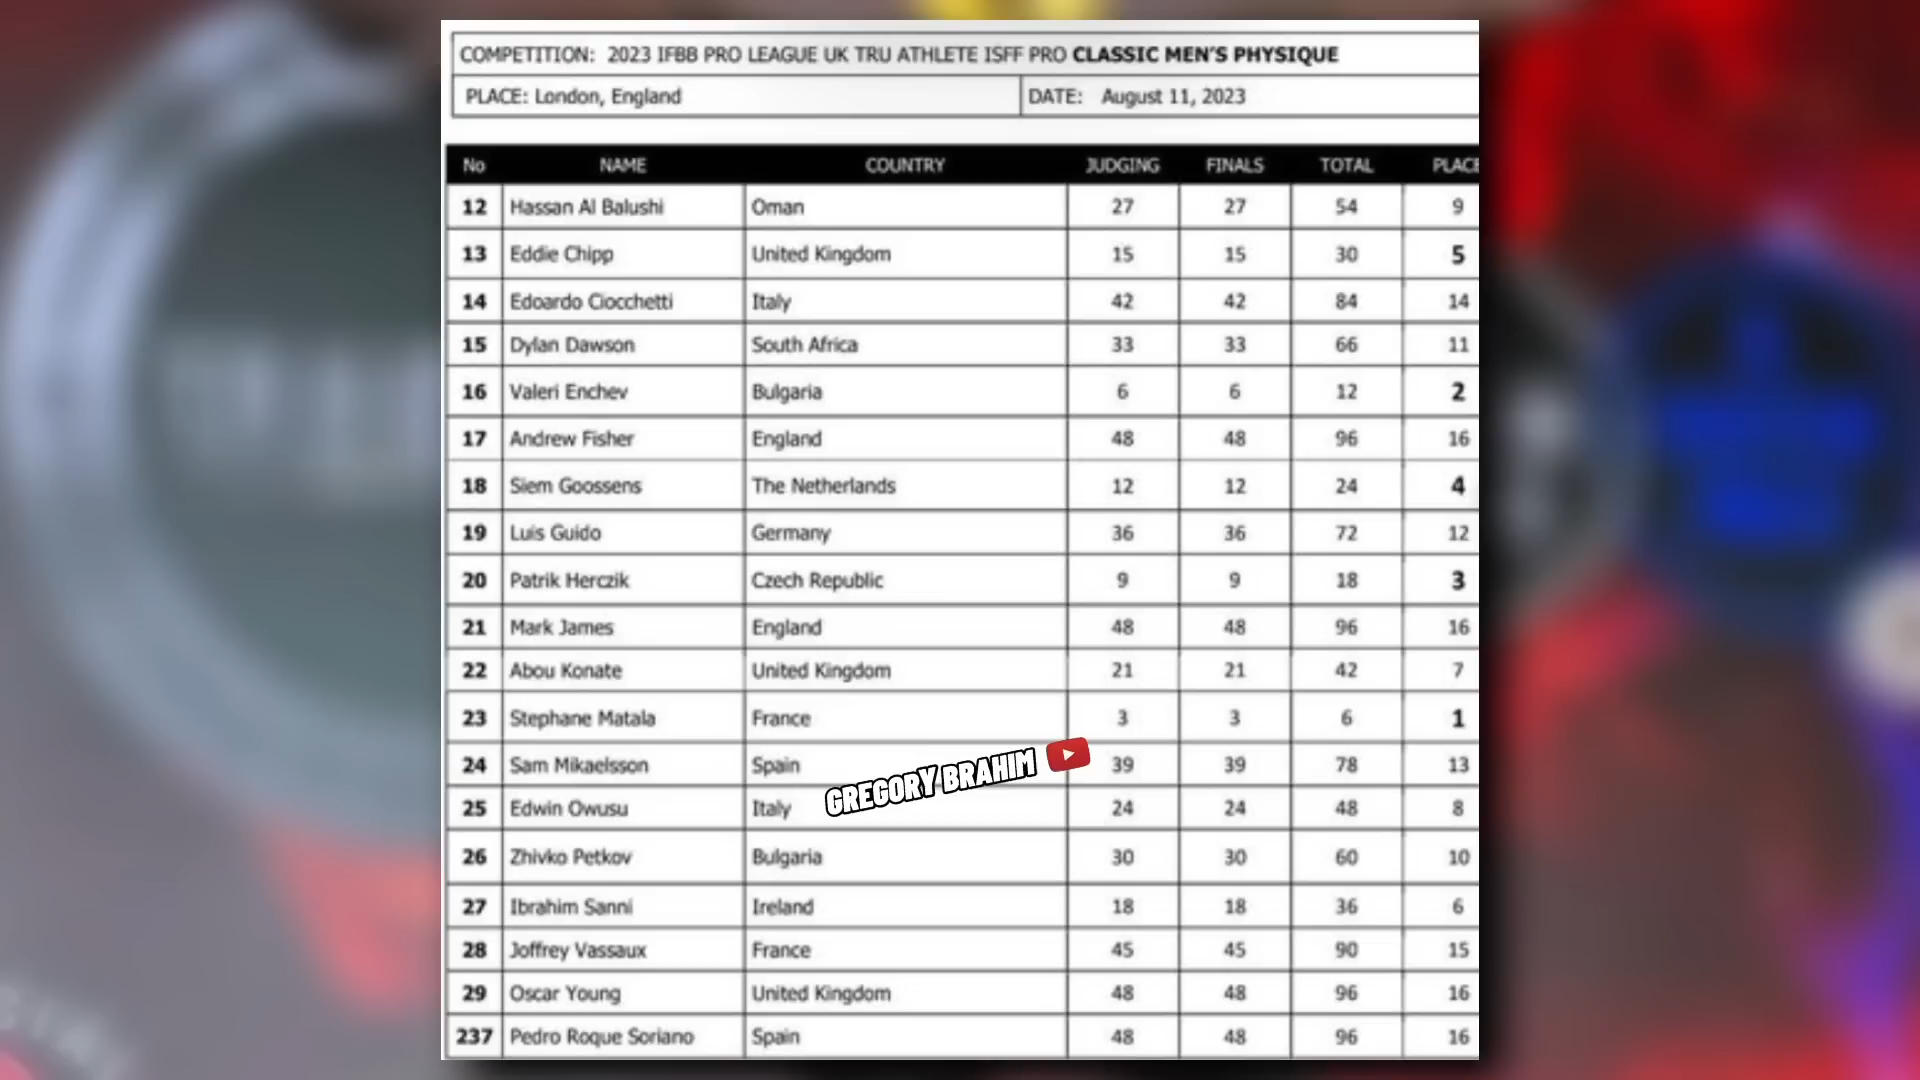 COMPETITION: 2023 IFBB PRO LEAGUE UK TRU ATHLETE ISFF PRO CLASSIC MEN'S PHYSIQUE
PLACE: London, England DATE: August 11, 2023
No NAME COUNTRY JUDGING FINALS TOTAL PLACE
12 Hassan Al Balushi Oman 27 27 54 9
13 Eddie Chipp United Kingdom 15 15 30 5
14 Edoardo Ciocchetti Italy 42 42 84 14
15 Dylan Dawson South Africa 33 33 66 11
16 Valeri Enchev Bulgaria 6 6 12 2
17 Andrew Fisher England 48 48 96 16
18 Siem Goossens The Netherlands 12 12 24 4
19 Luis Guido Germany 36 36 72 12
20 Patrik Herczik Czech Republic 9 9 18 3
21 Mark James England 48 48 96 16
22 Abou Konate United Kingdom 21 21 42 7
23 Stephane Matala France 3 3 6 1
24 Sam Mikaelsson Spain 39 39 78 13
GREGORY BRAHIM
25 Edwin Owusu Italy 24 24 48 8
26 Zhivko Petkov Bulgaria 30 30 60 10
27 Ibrahim Sanni Ireland 18 18 36 6
28 Joffrey Vassaux France 45 45 90 15
29 Oscar Young United Kingdom 48 48 96 16
237 Pedro Roque Soriano Spain 48 48 96 16